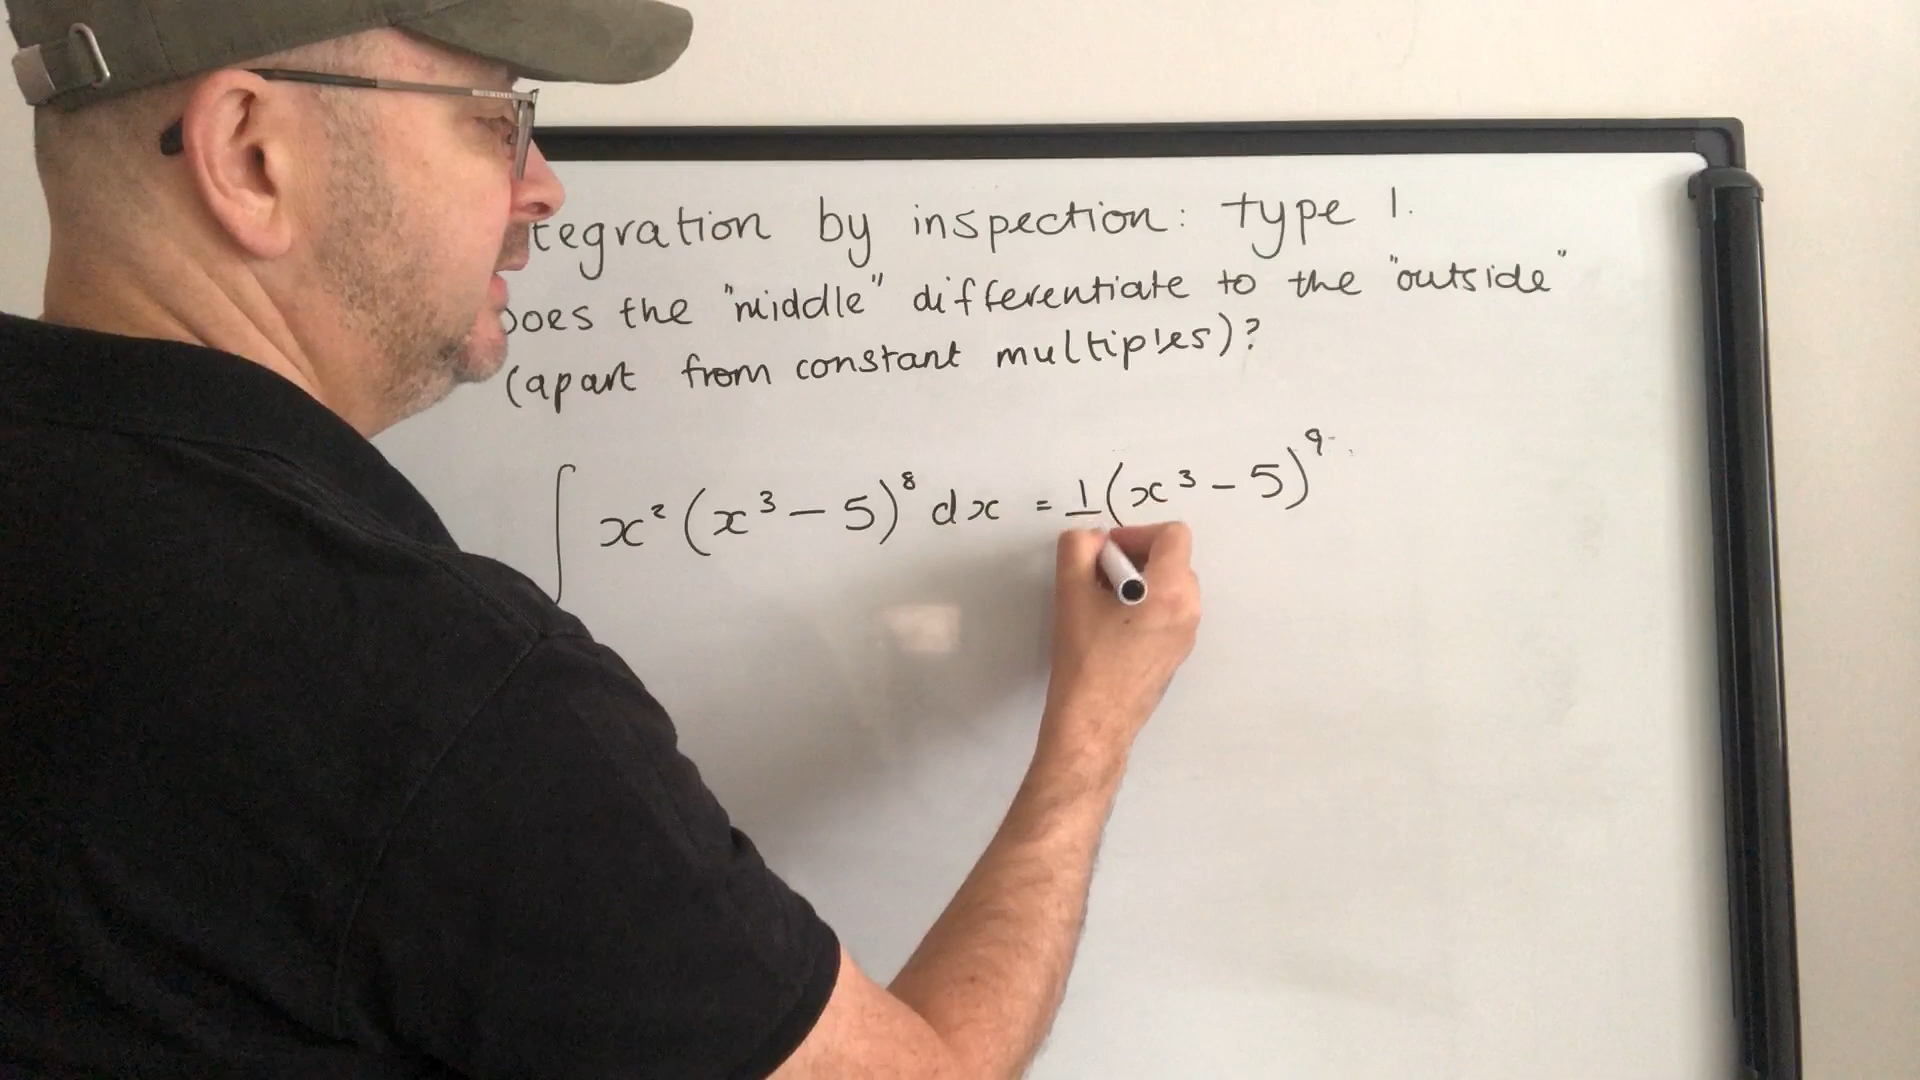 tegration by inspection: type 1.
Does the "middle" differentiate to the "outside"
(apart from constant multiples)?
∫ x² (x³ – 5)⁸ dx = 1 (x³ – 5)⁹